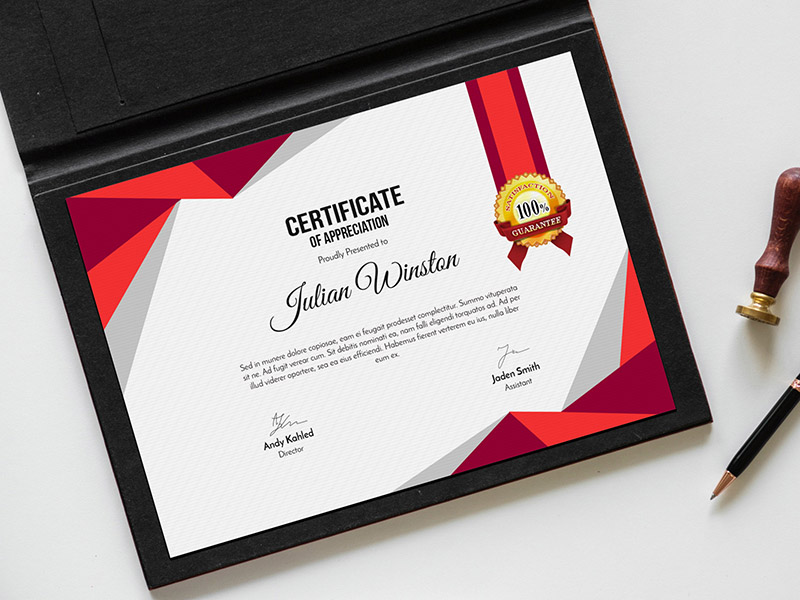 SATISFACTION
100%
GUARANTEE
CERTIFICATE
OF APPRECIATION
Proudly Presented to
Julian Winston
Sed in munere dolore copiosae, eam ei feugait prodesset complectitur. Summo vituperata
sit ne. Ad fugit verear cum. Sit debitis nominati ea, nam falli eligendi torquatos ad. Ad per
illud viderer oportere, sea ea eius efficiendi. Habemus fierent verterem eu ius, nulla liber
eum ex.
Jaden Smith
Assistant
Andy Kahled
Director